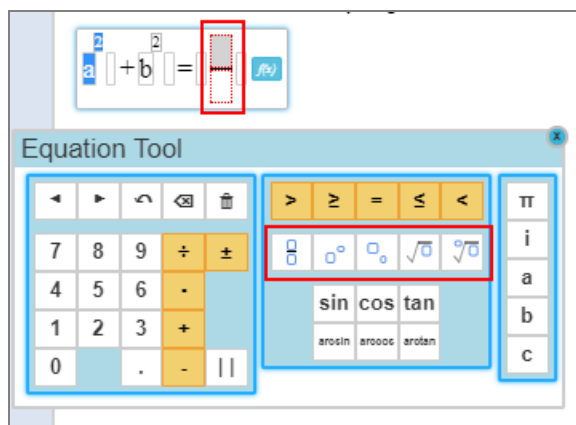 a² + b² =
f(x)
x
Equation Tool
7 8 9 ÷ ±
4 5 6 ·
1 2 3 +
0 . - ||
> ≥ = ≤ <
sin cos tan
arcsin arccos arctan
π
i
a
b
c